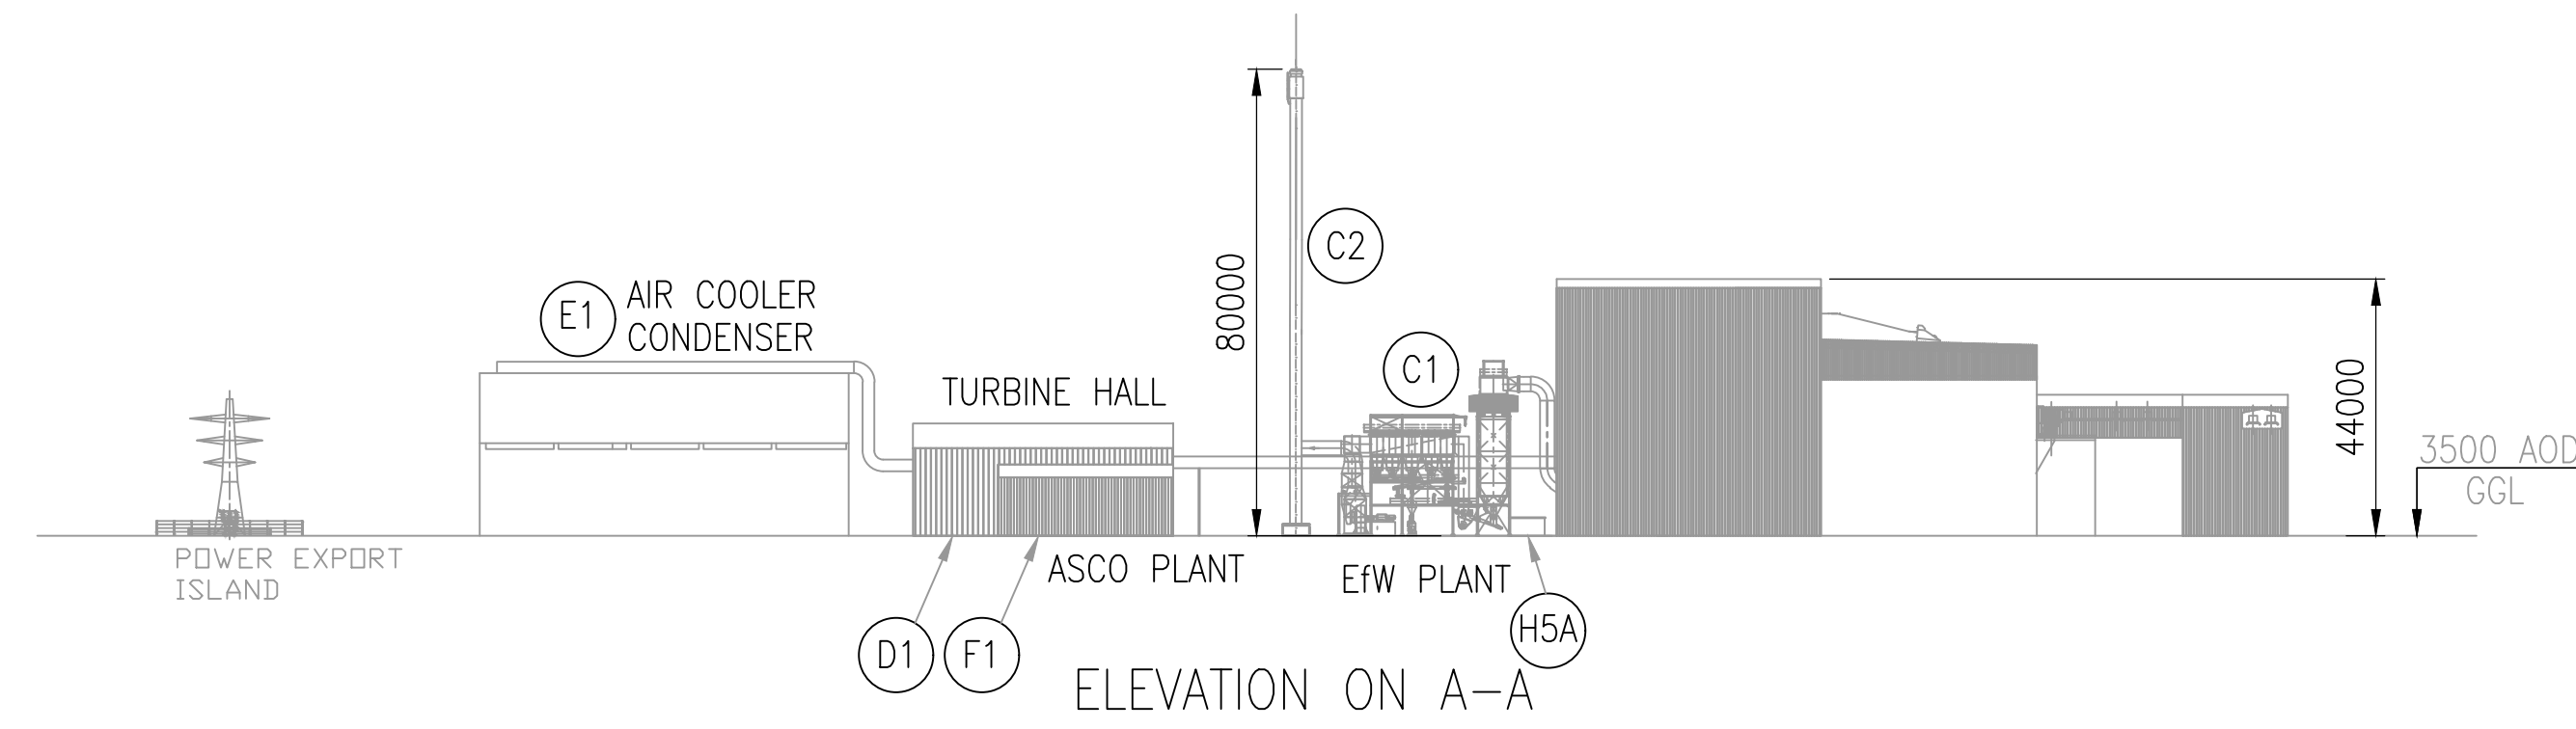 C2
80000
E1
AIR COOLER
CONDENSER
C1
TURBINE HALL
44000
3500 AOD
GGL
POWER EXPORT
ISLAND
ASCO PLANT
EfW PLANT
D1
F1
H5A
ELEVATION ON A-A